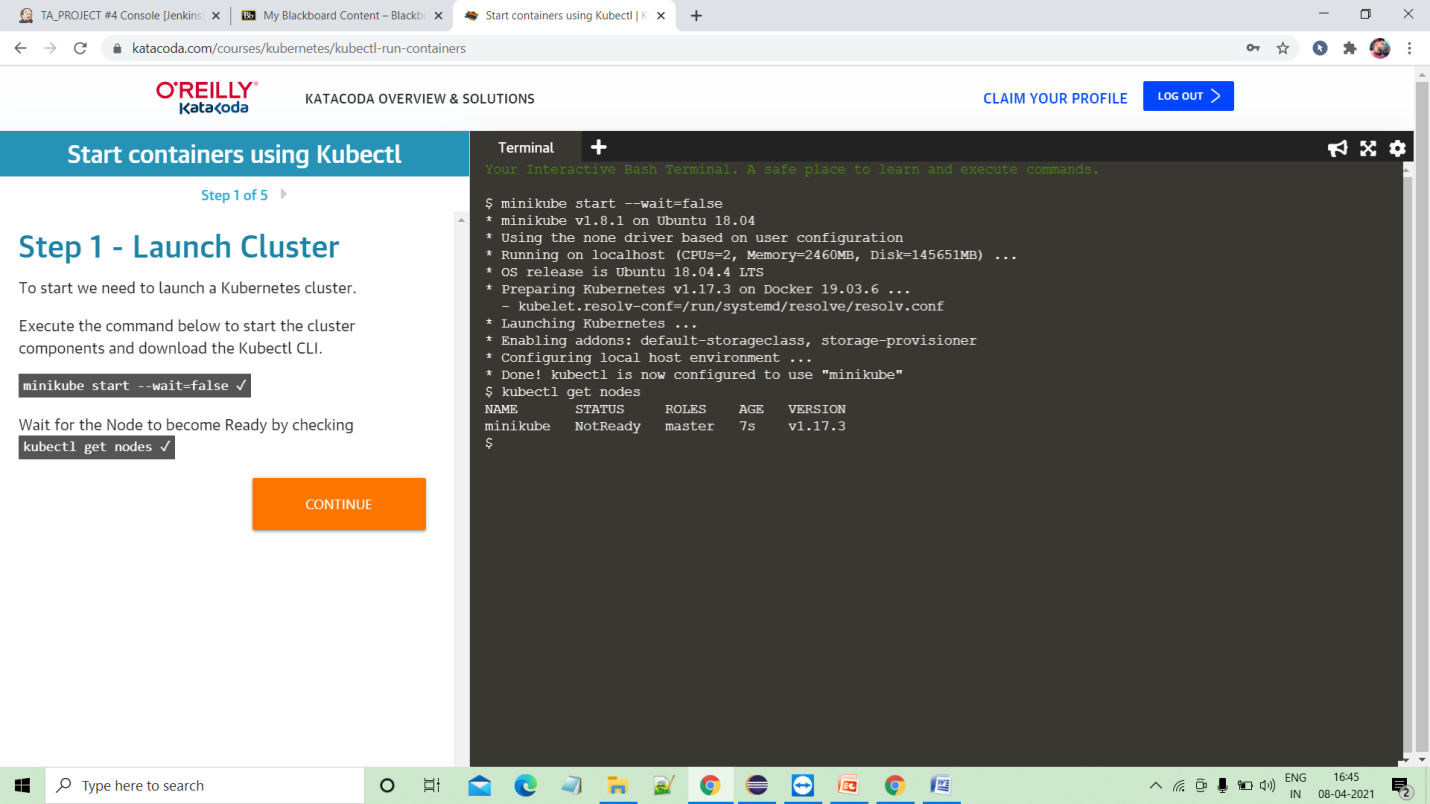 TA_PROJECT #4 Console [Jenkins]
My Blackboard Content – Blackb
Start containers using Kubectl | K
katacoda.com/courses/kubernetes/kubectl-run-containers
O'REILLY®
Katacoda
KATACODA OVERVIEW & SOLUTIONS
CLAIM YOUR PROFILE
LOG OUT
Start containers using Kubectl
Step 1 of 5
Step 1 - Launch Cluster
To start we need to launch a Kubernetes cluster.
Execute the command below to start the cluster
components and download the Kubectl CLI.
minikube start --wait=false ✓
Wait for the Node to become Ready by checking
kubectl get nodes ✓
CONTINUE
Terminal
Your Interactive Bash Terminal. A safe place to learn and execute commands.
$ minikube start --wait=false
* minikube v1.8.1 on Ubuntu 18.04
* Using the none driver based on user configuration
* Running on localhost (CPUs=2, Memory=2460MB, Disk=145651MB) ...
* OS release is Ubuntu 18.04.4 LTS
* Preparing Kubernetes v1.17.3 on Docker 19.03.6 ...
- kubelet.resolv-conf=/run/systemd/resolve/resolv.conf
* Launching Kubernetes ...
* Enabling addons: default-storageclass, storage-provisioner
* Configuring local host environment ...
* Done! kubectl is now configured to use "minikube"
$ kubectl get nodes
NAME STATUS ROLES AGE VERSION
minikube NotReady master 7s v1.17.3
$
Type here to search
ENG
IN
16:45
08-04-2021
2